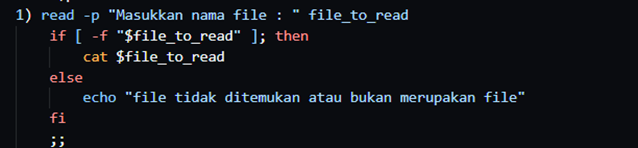 1) read -p "Masukkan nama file : " file_to_read
if [ -f "$file_to_read" ]; then
cat $file_to_read
else
echo "file tidak ditemukan atau bukan merupakan file"
fi
;;